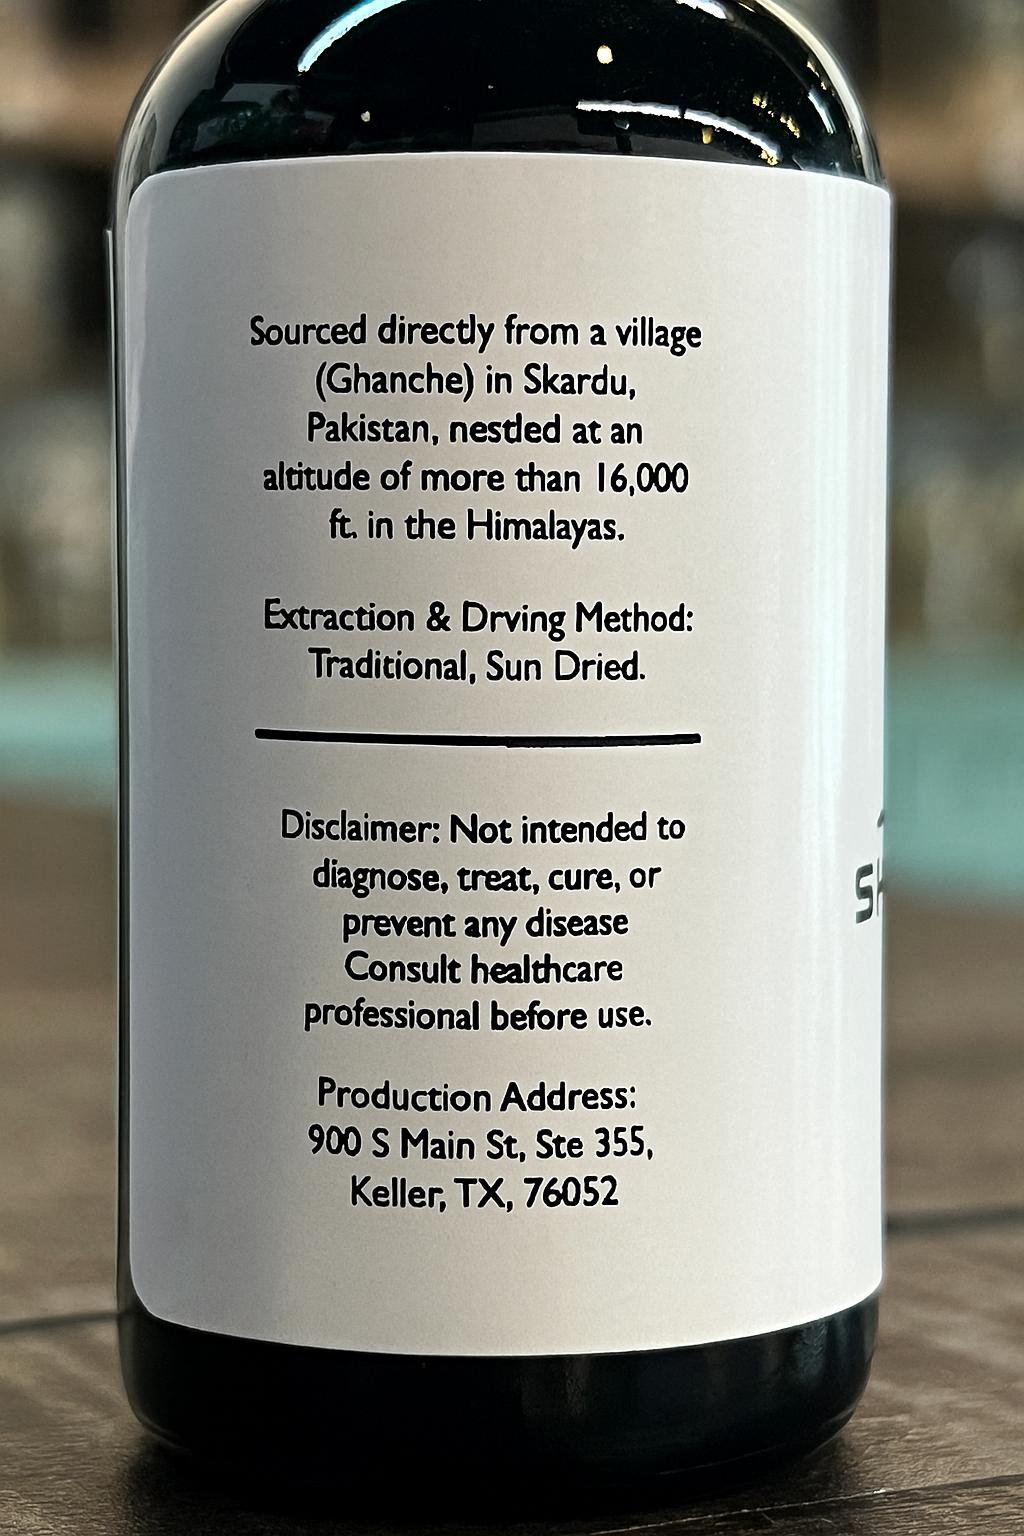 Sourced directly from a village
(Ghanche) in Skardu,
Pakistan, nestled at an
altitude of more than 16,000
ft. in the Himalayas.
Extraction & Drving Method:
Traditional, Sun Dried.
Disclaimer: Not intended to
diagnose, treat, cure, or
prevent any disease
Consult healthcare
professional before use.
Production Address:
900 S Main St, Ste 355,
Keller, TX, 76052